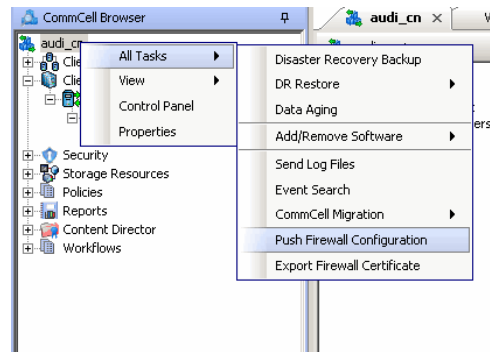 CommCell Browser
audi_cn
audi_cn
All Tasks
View
Control Panel
Properties
Disaster Recovery Backup
DR Restore
Data Aging
Add/Remove Software
Send Log Files
Event Search
CommCell Migration
Push Firewall Configuration
Export Firewall Certificate
Security
Storage Resources
Policies
Reports
Content Director
Workflows